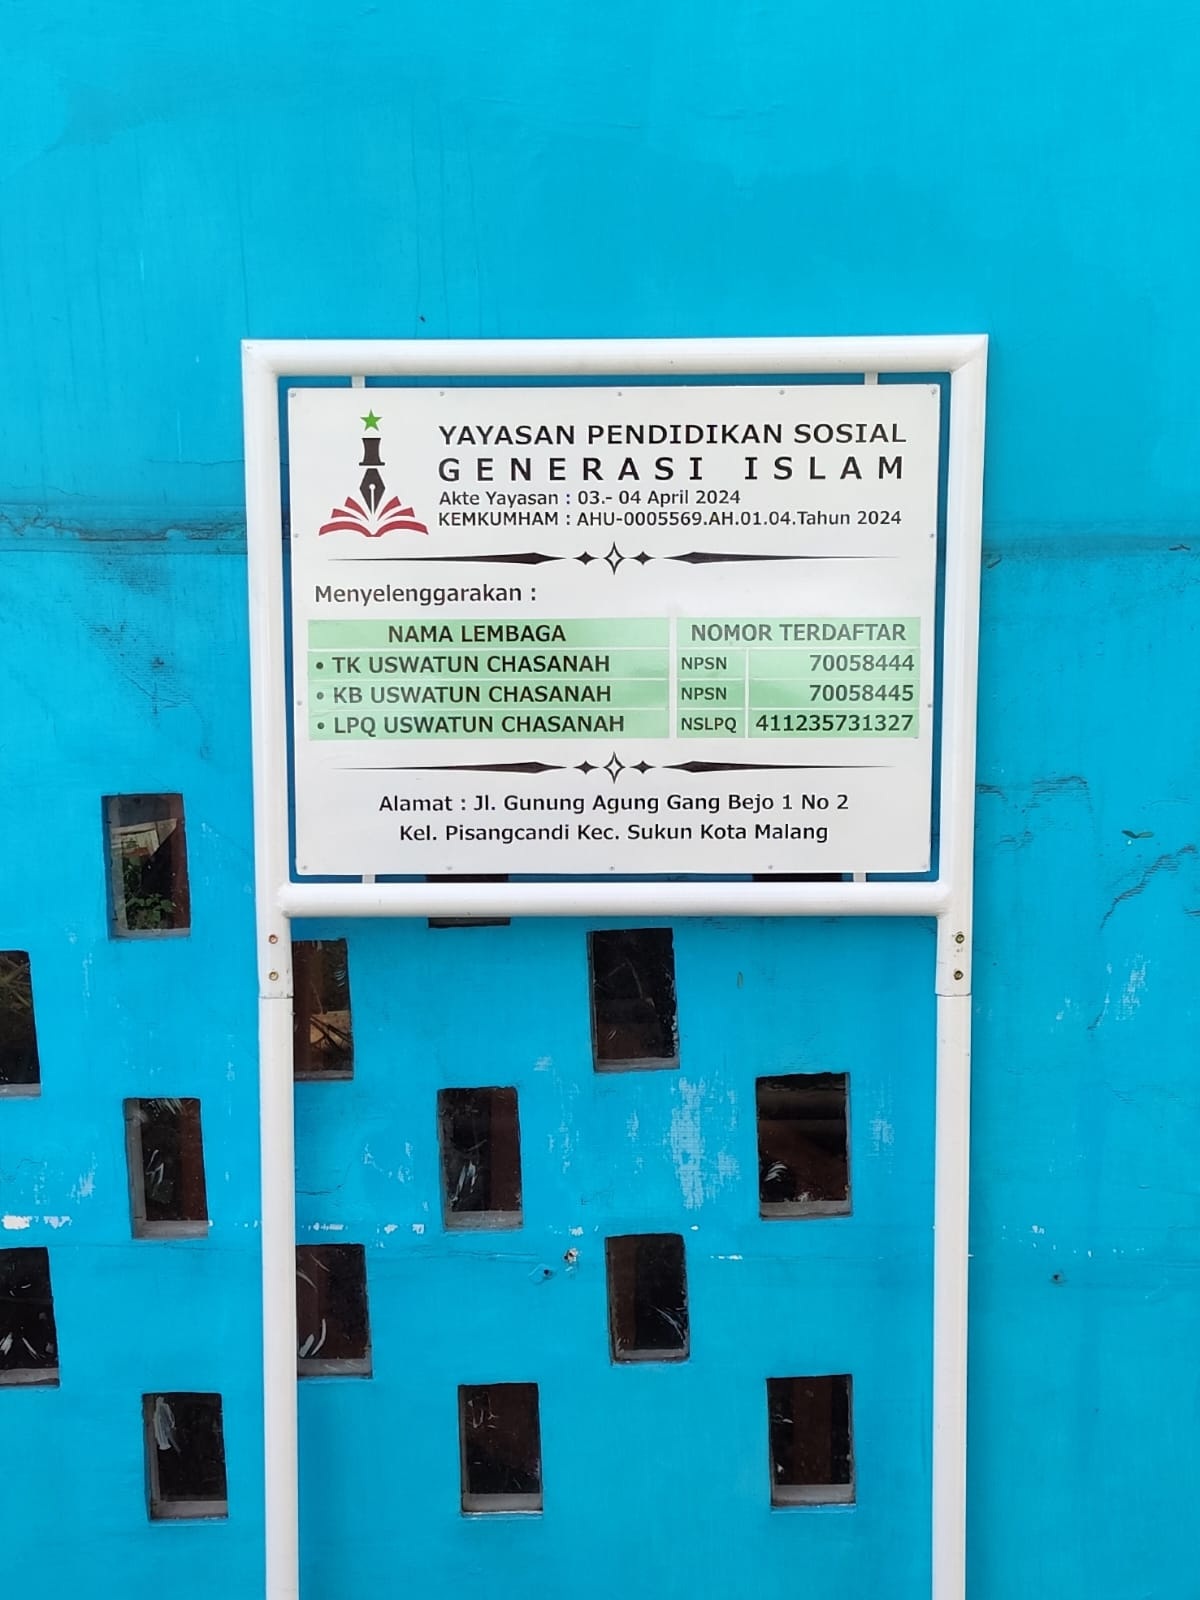 YAYASAN PENDIDIKAN SOSIAL
GENERASI ISLAM
Akte Yayasan : 03.- 04 April 2024
KEMKUMHAM : AHU-0005569.AH.01.04.Tahun 2024
Menyelenggarakan :
NAMA LEMBAGA NOMOR TERDAFTAR
• TK USWATUN CHASANAH NPSN 70058444
• KB USWATUN CHASANAH NPSN 70058445
• LPQ USWATUN CHASANAH NSLPQ 411235731327
Alamat : Jl. Gunung Agung Gang Bejo 1 No 2
Kel. Pisangcandi Kec. Sukun Kota Malang